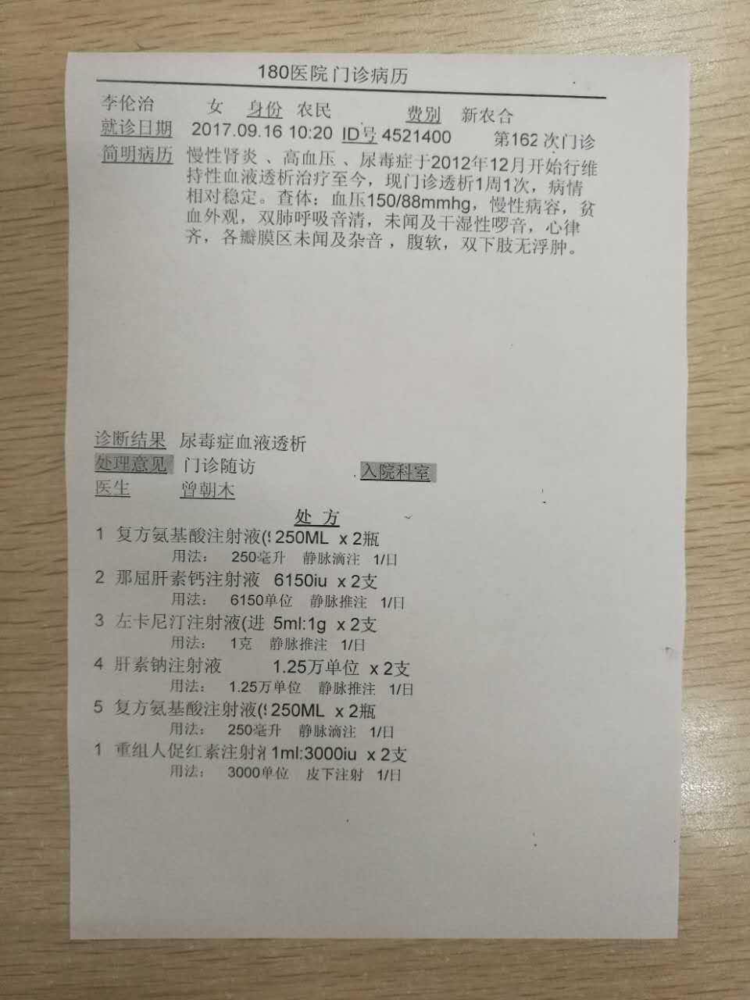 180医院 门诊病历
李伦治 女 身份 农民 费别 新农合
就诊日期 2017.09.16 10:20 ID号 4521400 第162 次门诊
简明病历 慢性肾炎 、高血压 、尿毒症于2012年12月开始行维
持性血液透析治疗至今，现门诊透析1周1次，病情
相对稳定。查体：血压150/88mmhg，慢性病容，贫
血外观，双肺呼吸音清，未闻及干湿性啰音，心律
齐，各瓣膜区未闻及杂音 ，腹软，双下肢无浮肿。
诊断结果 尿毒症血液透析
处理意见 门诊随访 入院科室
医生 曾朝木
处 方
1 复方氨基酸注射液( 250ML x 2瓶
用法： 250毫升 静脉滴注 1/日
2 那屈肝素钙注射液 6150iu x 2支
用法： 6150单位 静脉推注 1/日
3 左卡尼汀注射液(进 5ml:1g x 2支
用法： 1克 静脉推注 1/日
4 肝素钠注射液 1.25万单位 x 2支
用法： 1.25万单位 静脉推注 1/日
5 复方氨基酸注射液( 250ML x 2瓶
用法： 250毫升 静脉滴注 1/日
1 重组人促红素注射 1ml:3000iu x 2支
用法： 3000单位 皮下注射 1/日